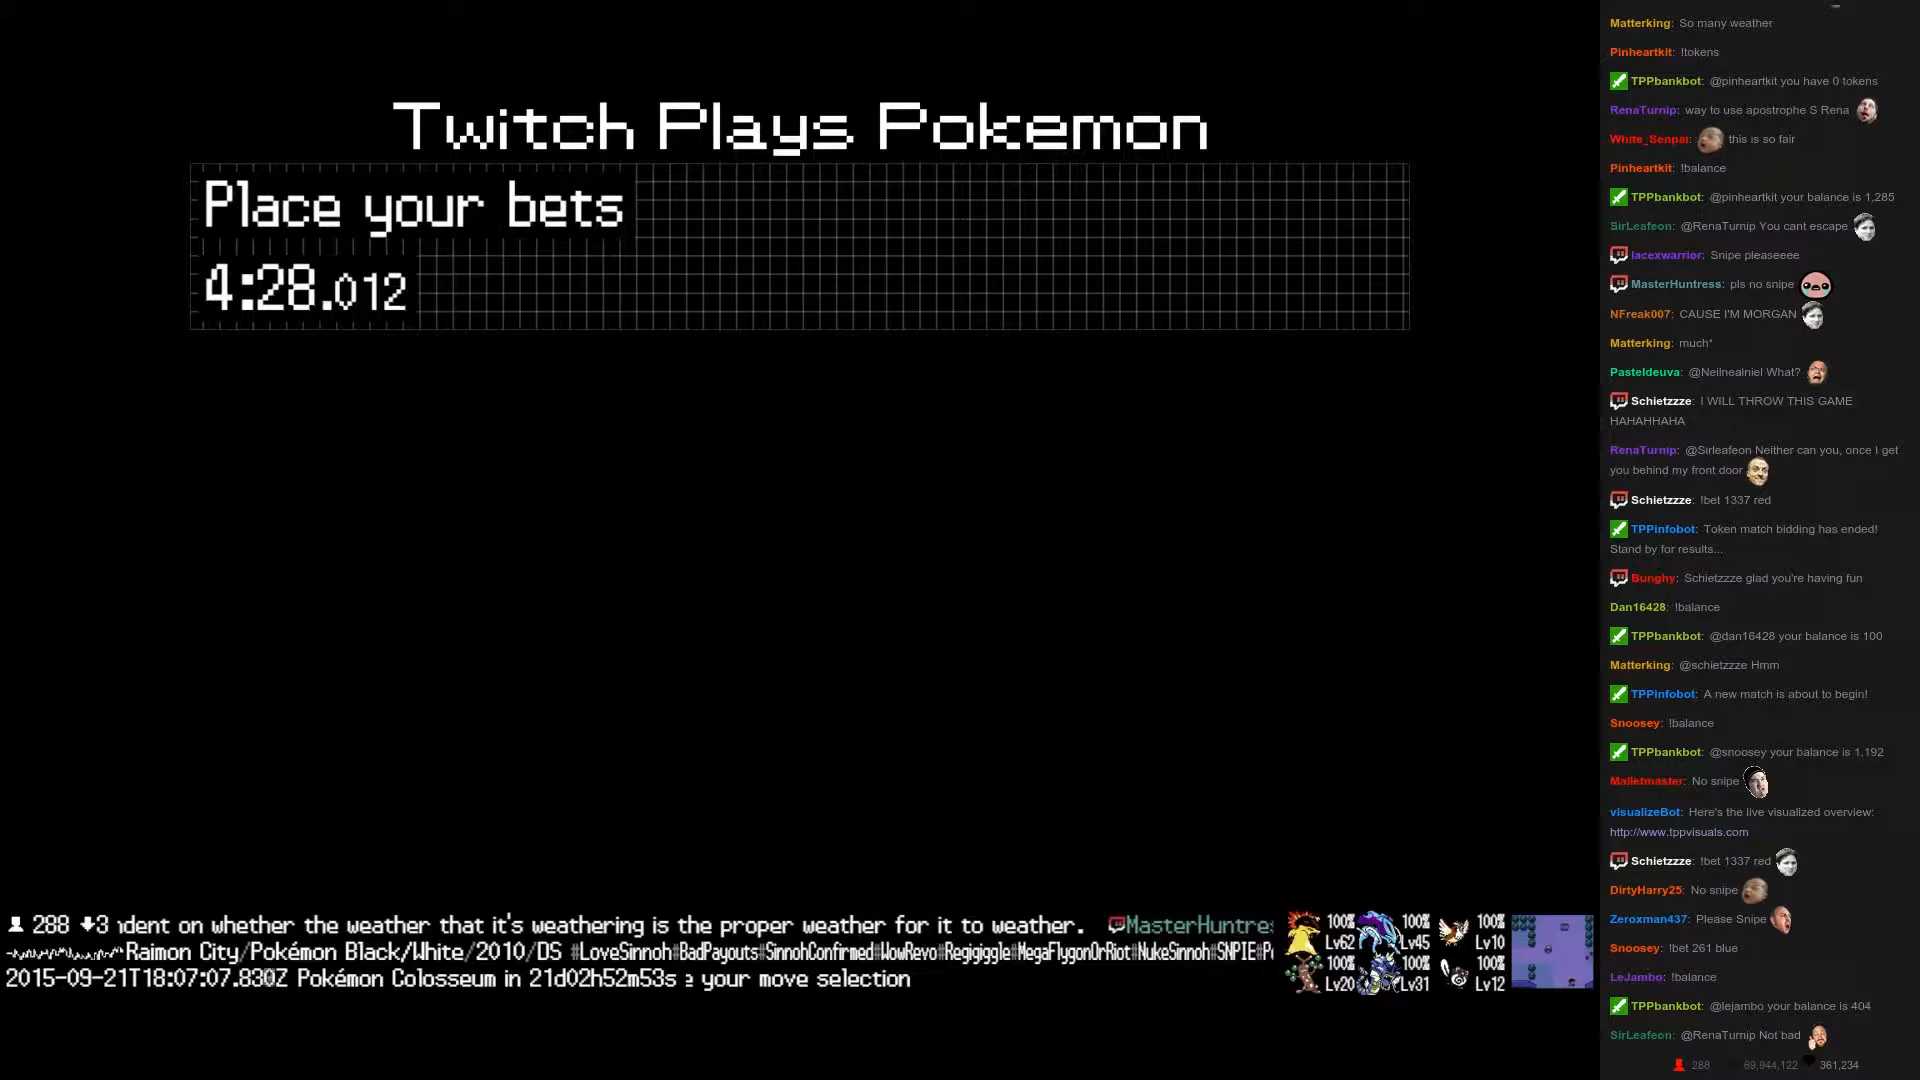 Twitch Plays Pokemon
Place your bets
4:28.012
288 3 ident on whether the weather that it's weathering is the proper weather for it to weather. MasterHuntres
Raimon City/Pokémon Black/White/2010/DS #LoveSinnoh#BadPayouts#SinnohConfirmed#WowRevo#Regigiggle#MegaFlygonOrRiot#NukeSinnoh#SNPIE#P
2015-09-21T18:07:07.830Z Pokémon Colosseum in 21d02h52m53s e your move selection
100% 100% 100%
Lv62 Lv45 Lv10
100% 100% 100%
Lv20 Lv31 Lv12
Matterking: So many weather
Pinheartkit: !tokens
TPPbankbot: @pinheartkit you have 0 tokens
RenaTurnip: way to use apostrophe S Rena
White_Senpai: this is so fair
Pinheartkit: !balance
TPPbankbot: @pinheartkit your balance is 1,285
SirLeafeon: @RenaTurnip You cant escape
lacexwarrior: Snipe pleaseeee
MasterHuntress: pls no snipe
NFreak007: CAUSE I'M MORGAN
Matterking: much*
Pasteldeuva: @Neilnealniel What?
Schietzzze: I WILL THROW THIS GAME
HAHAHHAHA
RenaTurnip: @Sirleafeon Neither can you, once I get
you behind my front door
Schietzzze: !bet 1337 red
TPPinfobot: Token match bidding has ended!
Stand by for results...
Bunghy: Schietzzze glad you're having fun
Dan16428: !balance
TPPbankbot: @dan16428 your balance is 100
Matterking: @schietzzze Hmm
TPPinfobot: A new match is about to begin!
Snoosey: !balance
TPPbankbot: @snoosey your balance is 1,192
Malletmaster: No snipe
visualizeBot: Here's the live visualized overview:
http://www.tppvisuals.com
Schietzzze: !bet 1337 red
DirtyHarry25: No snipe
Zeroxman437: Please Snipe
Snoosey: !bet 261 blue
LeJambo: !balance
TPPbankbot: @lejambo your balance is 404
SirLeafeon: @RenaTurnip Not bad
288 69,944,122 361,234